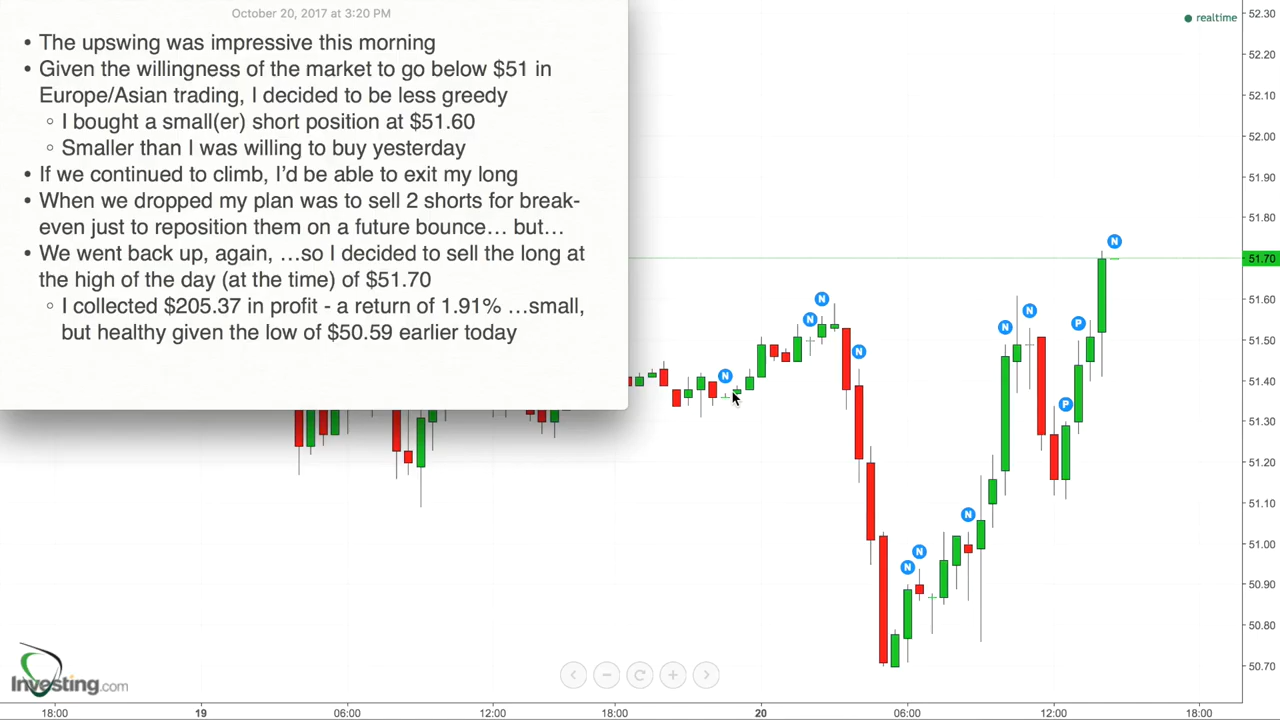 October 20, 2017 at 3:20 PM
• The upswing was impressive this morning
• Given the willingness of the market to go below $51 in
Europe/Asian trading, I decided to be less greedy
◦ I bought a small(er) short position at $51.60
◦ Smaller than I was willing to buy yesterday
• If we continued to climb, I’d be able to exit my long
• When we dropped my plan was to sell 2 shorts for break-
even just to reposition them on a future bounce… but…
• We went back up, again, …so I decided to sell the long at
the high of the day (at the time) of $51.70
◦ I collected $205.37 in profit - a return of 1.91% …small,
but healthy given the low of $50.59 earlier today
realtime
52.30
52.20
52.10
52.00
51.90
51.80
51.70
51.60
51.50
51.40
51.30
51.20
51.10
51.00
50.90
50.80
50.70
N
N
N
N
N
N
N
N
N
P
P
N
Investing.com
18:00
19
06:00
12:00
18:00
20
06:00
12:00
18:00